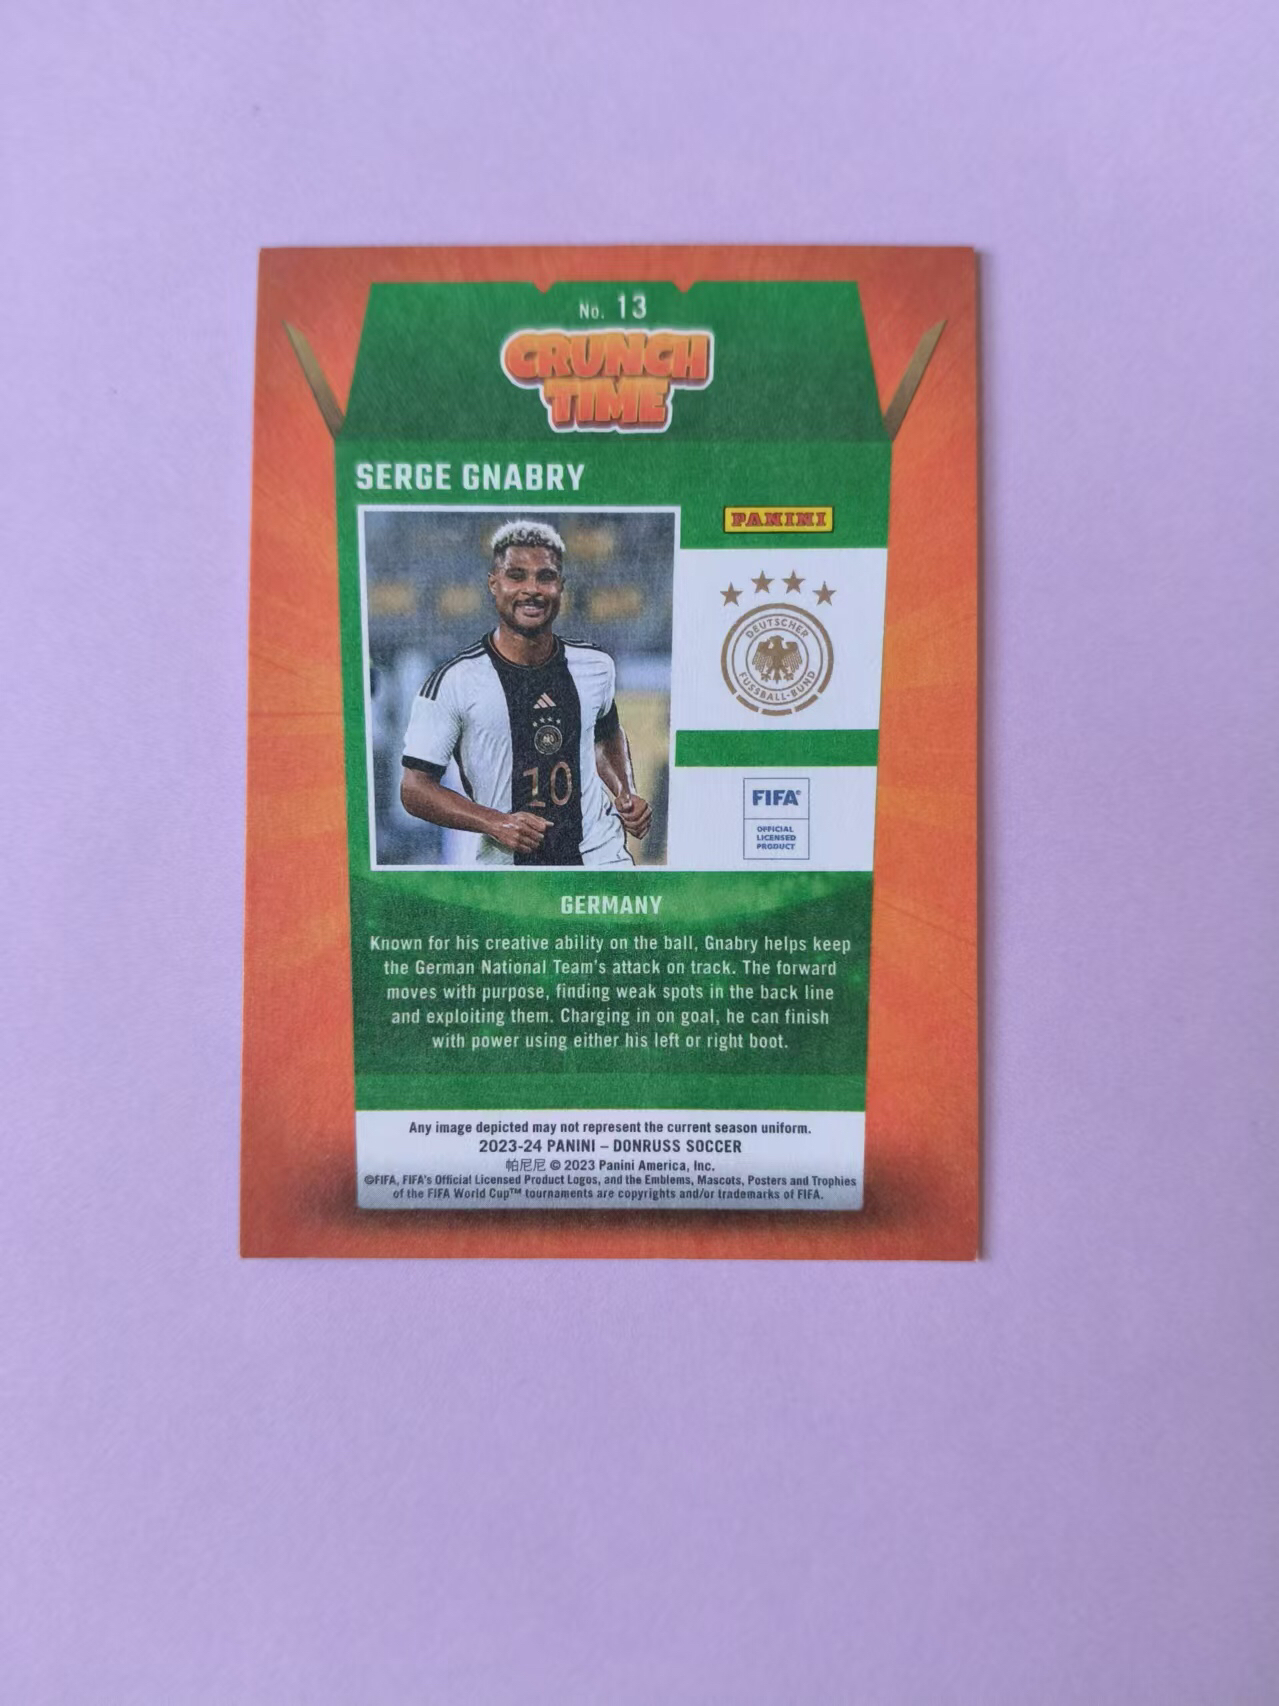 No. 13
CRUNCH
TIME
SERGE GNABRY
PANINI
DEUTSCHER
FUSSBALL-BUND
10
FIFA®
OFFICIAL
LICENSED
PRODUCT
GERMANY
Known for his creative ability on the ball, Gnabry helps keep
the German National Team's attack on track. The forward
moves with purpose, finding weak spots in the back line
and exploiting them. Charging in on goal, he can finish
with power using either his left or right boot.
Any image depicted may not represent the current season uniform.
2023-24 PANINI – DONRUSS SOCCER
帕尼尼 © 2023 Panini America, Inc.
©FIFA, FIFA's Official Licensed Product Logos, and the Emblems, Mascots, Posters and Trophies
of the FIFA World Cup™ tournaments are copyrights and/or trademarks of FIFA.